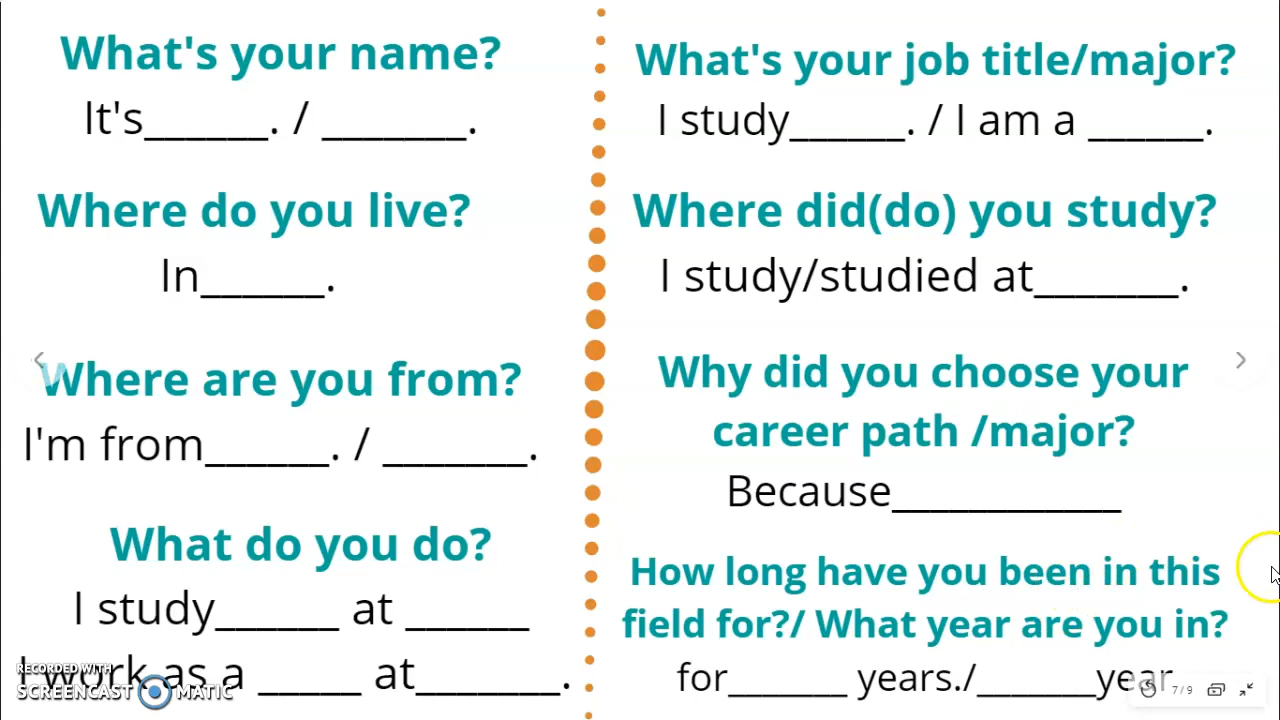 What's your name?
It's______. / _______.
Where do you live?
In______.
Where are you from?
I'm from______. / _______.
What do you do?
I study______ at ______
I work as a _____ at_______.
What's your job title/major?
I study______. / I am a ______.
Where did(do) you study?
I study/studied at_______.
Why did you choose your
career path /major?
Because___________
How long have you been in this
field for?/ What year are you in?
for_______ years./_______year
RECORDED WITH
SCREENCAST MATIC
7/9